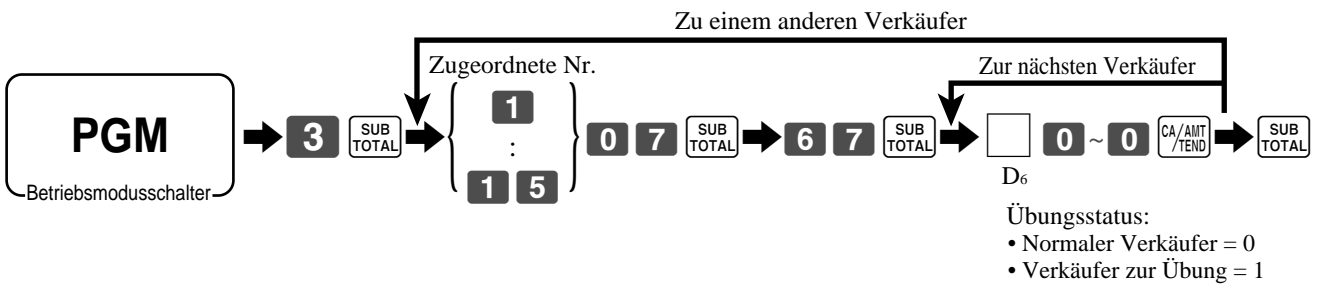 Zu einem anderen Verkäufer
Zugeordnete Nr.
Zur nächsten Verkäufer
PGM
Betriebsmodusschalter
3 SUB TOTAL
1
:
1 5
0 7 SUB TOTAL 6 7 SUB TOTAL 0 ~ 0 CA/AMT /TEND SUB TOTAL
D6
Übungsstatus:
• Normaler Verkäufer = 0
• Verkäufer zur Übung = 1